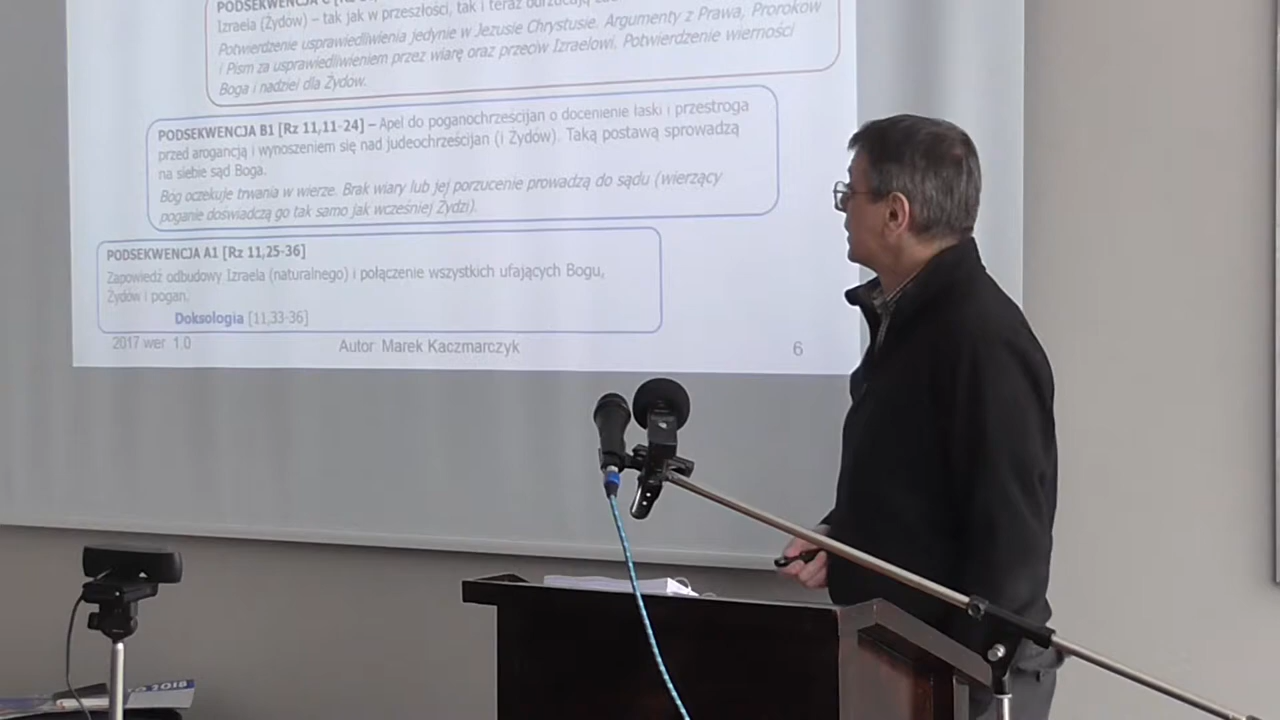 PODSEKWENCJA C
Izraela (Żydów) – tak jak w przeszłości, tak i teraz odrzucają
Potwierdzenie usprawiedliwienia jedynie w Jezusie Chrystusie. Argumenty z Prawa, Proroków
i Pism za usprawiedliwieniem przez wiarę oraz przeciw Izraelowi. Potwierdzenie wierności
Boga i nadziei dla Żydów.
PODSEKWENCJA B1 [Rz 11,11-24] – Apel do poganochrześcijan o docenienie łaski i przestroga
przed arogancją i wynoszeniem się nad judeochrześcijan (i Żydów). Taką postawą sprowadzą
na siebie sąd Boga.
Bóg oczekuje trwania w wierze. Brak wiary lub jej porzucenie prowadzą do sądu (wierzący
poganie doświadczą go tak samo jak wcześniej Żydzi).
PODSEKWENCJA A1 [Rz 11,25-36]
Zapowiedź odbudowy Izraela (naturalnego) i połączenie wszystkich ufających Bogu,
Żydów i pogan.
Doksologia [11,33-36]
2017 wer 1.0 Autor: Marek Kaczmarczyk 6
2018